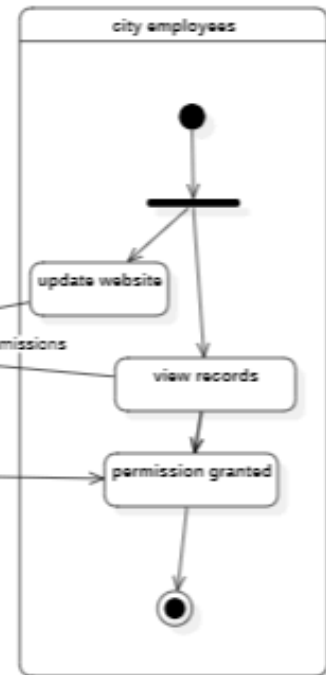 city employees
update website
missions
view records
permission granted